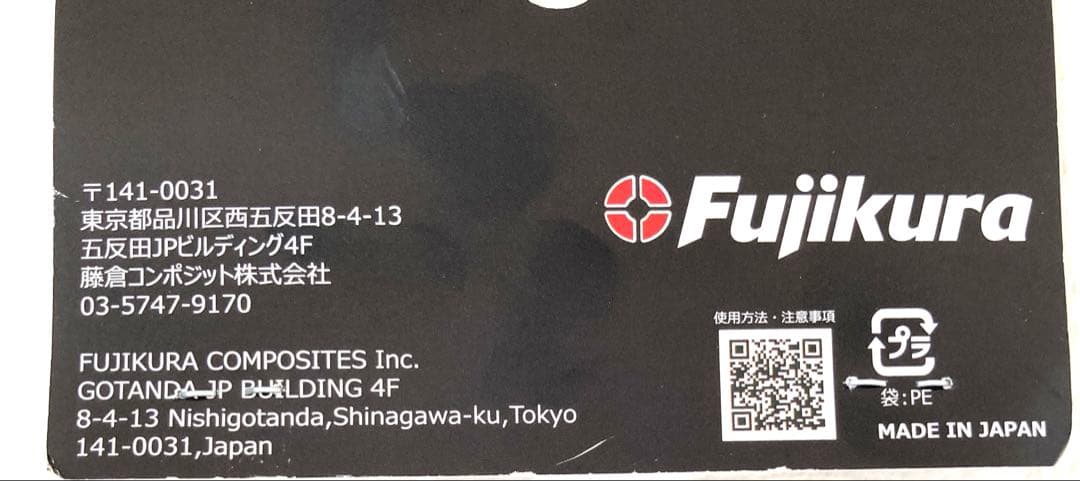 〒141-0031
東京都品川区西五反田8-4-13
五反田JPビルディング4F
藤倉コンポジット株式会社
03-5747-9170
FUJIKURA COMPOSITES Inc.
GOTANDA JP BUILDING 4F
8-4-13 Nishigotanda,Shinagawa-ku,Tokyo
141-0031,Japan
Fujikura
使用方法・注意事項
プラ
袋:PE
MADE IN JAPAN